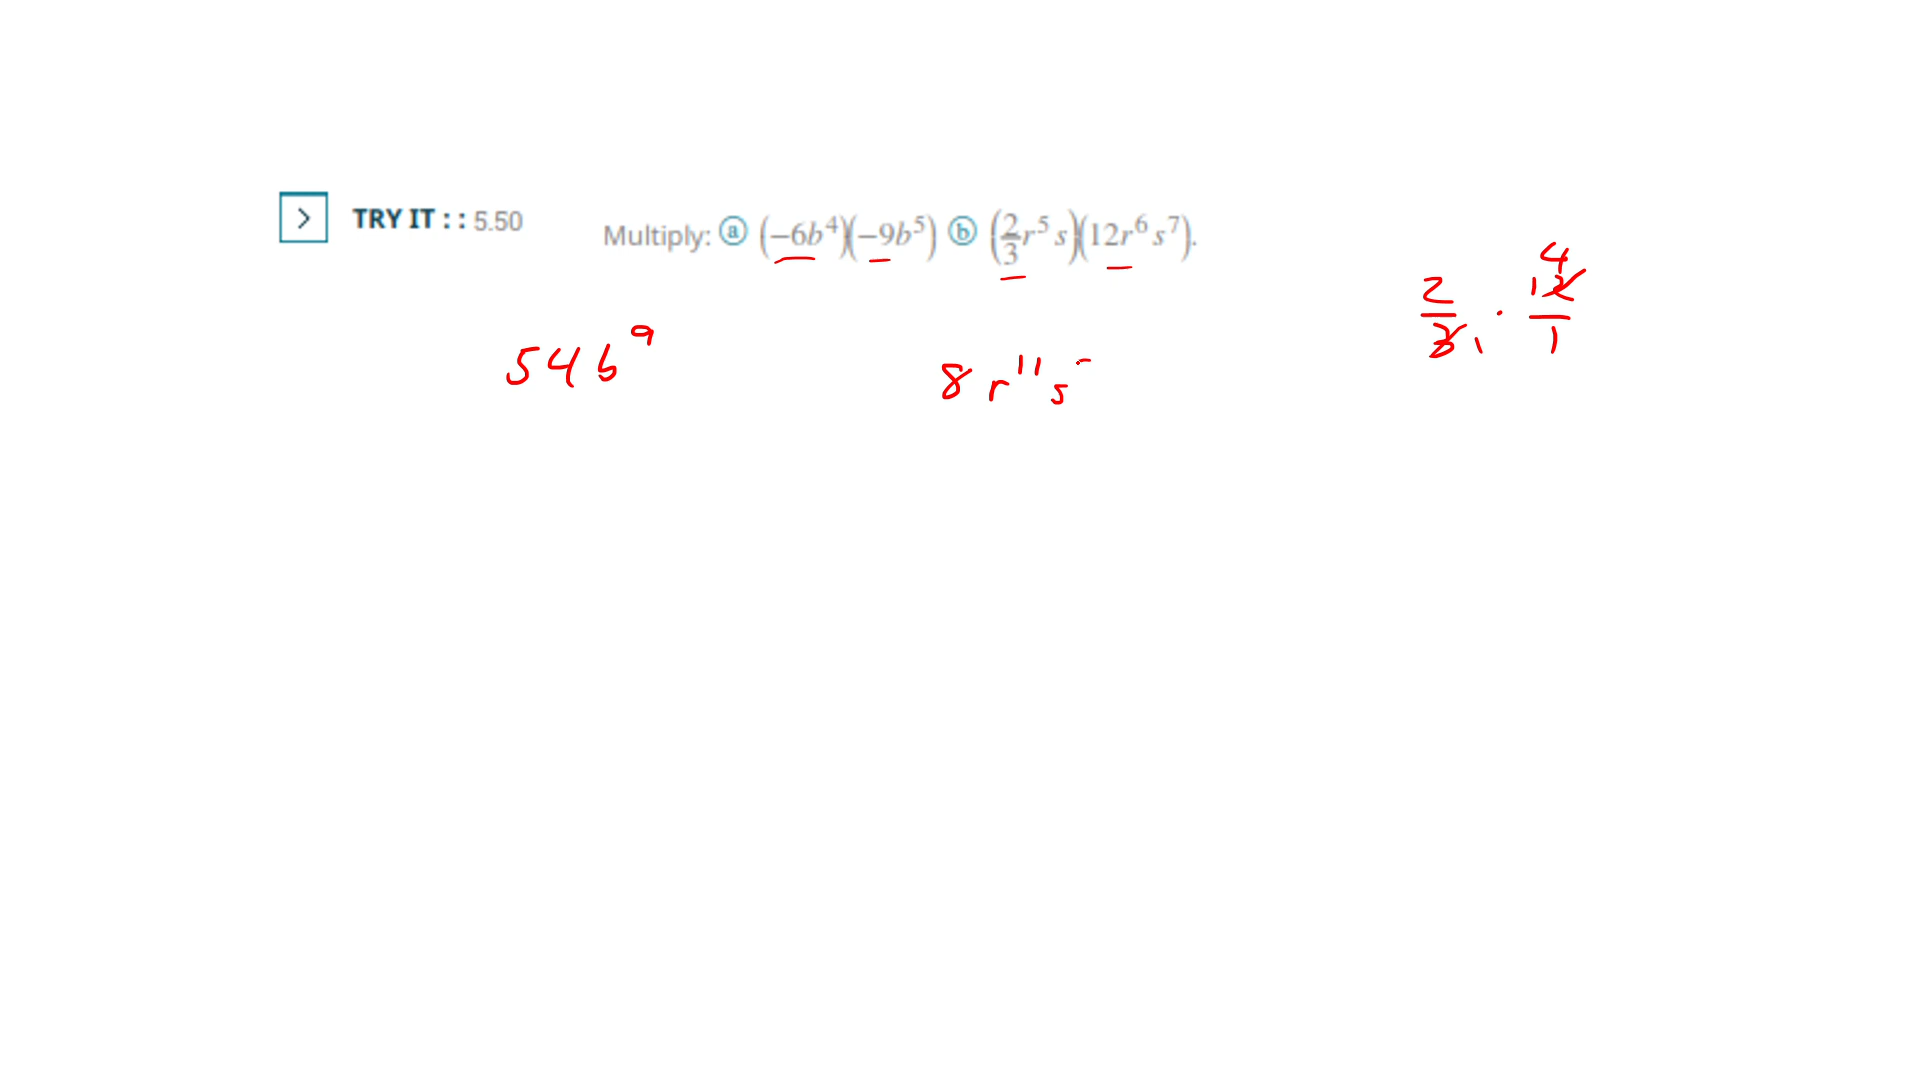 > TRY IT : : 5.50 Multiply: ⓐ (−6b⁴)(−9b⁵) ⓑ (2/3 r⁵ s)(12r⁶ s⁷).
2/3 1 · 12/1 4
54b⁹ 8r¹¹s